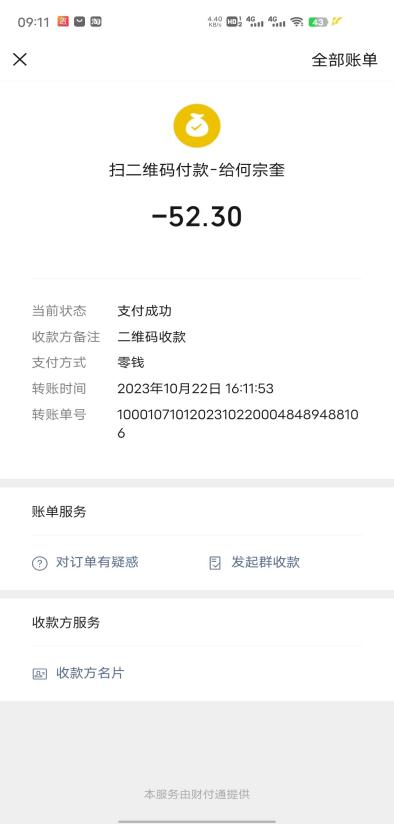 09:11
4.40 KB/s HD 1 2 4G 4G 43
全部账单
扫二维码付款-给何宗奎
-52.30
当前状态 支付成功
收款方备注 二维码收款
支付方式 零钱
转账时间 2023年10月22日 16:11:53
转账单号 1000107101202310220004848948810
6
账单服务
对订单有疑惑 发起群收款
收款方服务
收款方名片
本服务由财付通提供